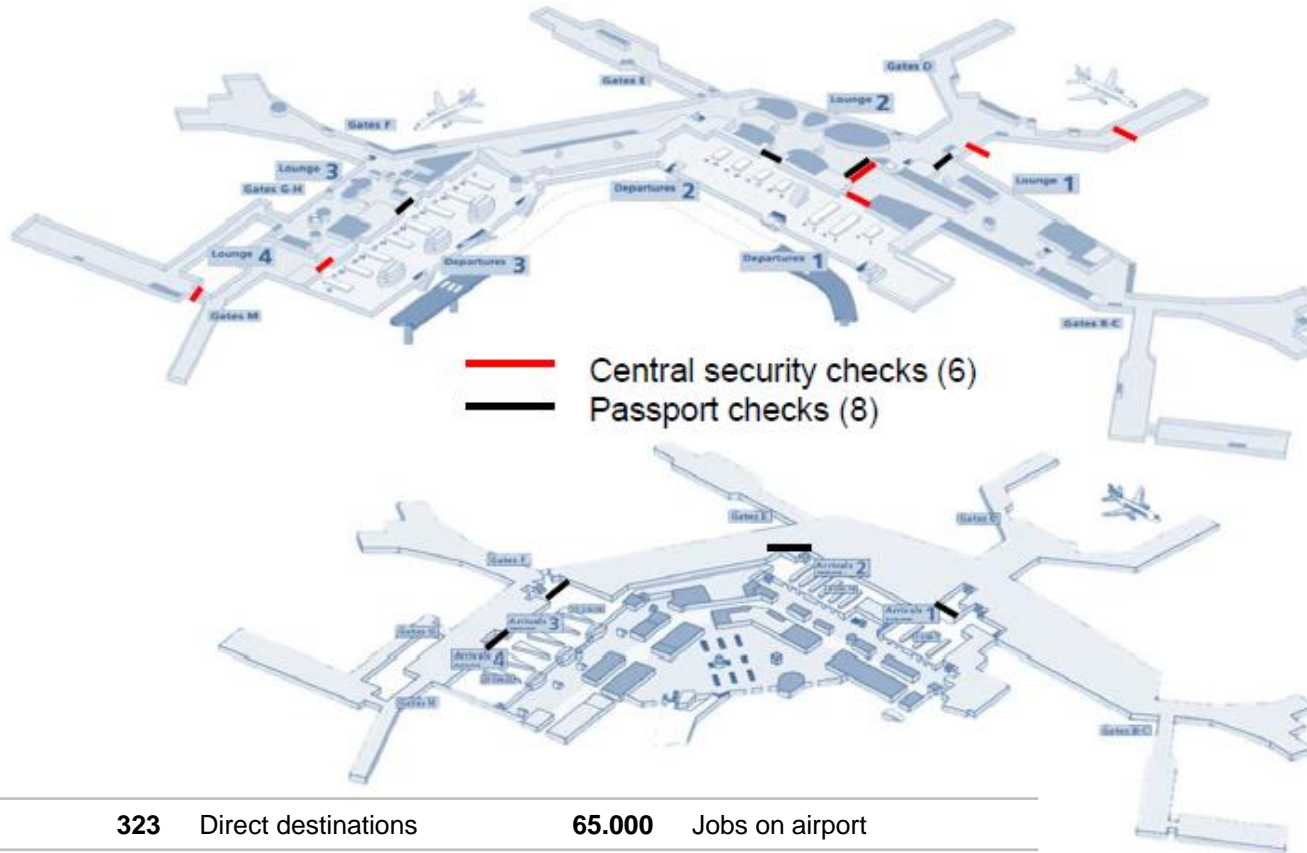 Gates E
Gates D
Lounge 2
Gates F
Lounge 3
Gates G-H
Lounge 1
Departures 2
Lounge 4
Departures 3
Departures 1
Gates M
Gates B-C
Central security checks (6)
Passport checks (8)
Gates E
Gates D
Arrivals 2
Gates F
Arrivals 1
Arrivals 3
Arrivals 4
Gates B-C
323 Direct destinations 65.000 Jobs on airport